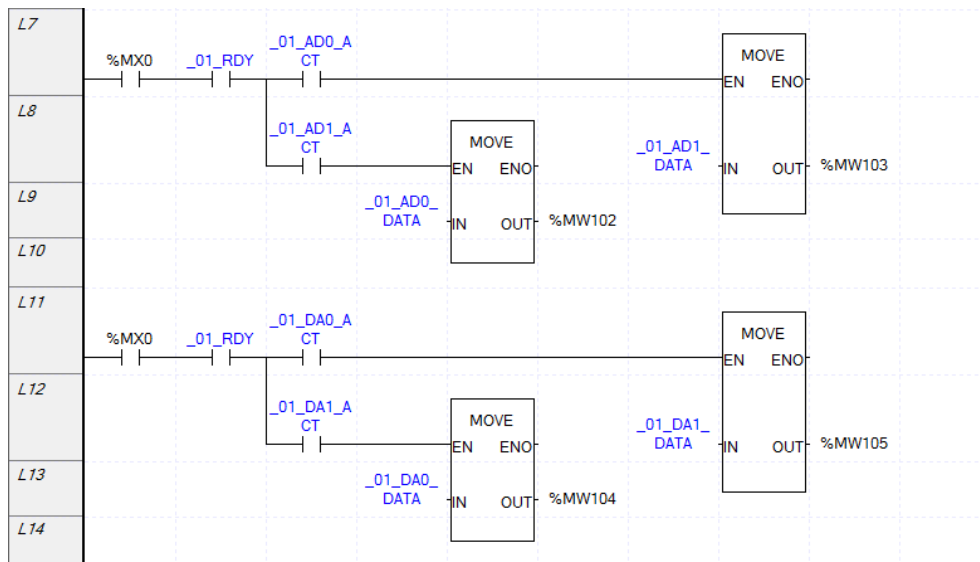 L7
_01_AD0_A
%MX0 _01_RDY CT
MOVE
EN ENO
L8
_01_AD1_A
CT
MOVE
_01_AD1_
EN ENO
DATA IN OUT %MW103
L9
_01_AD0_
DATA IN OUT %MW102
L10
L11
_01_DA0_A
%MX0 _01_RDY CT
MOVE
EN ENO
L12
_01_DA1_A
CT
MOVE
_01_DA1_
EN ENO
DATA IN OUT %MW105
L13
_01_DA0_
DATA IN OUT %MW104
L14